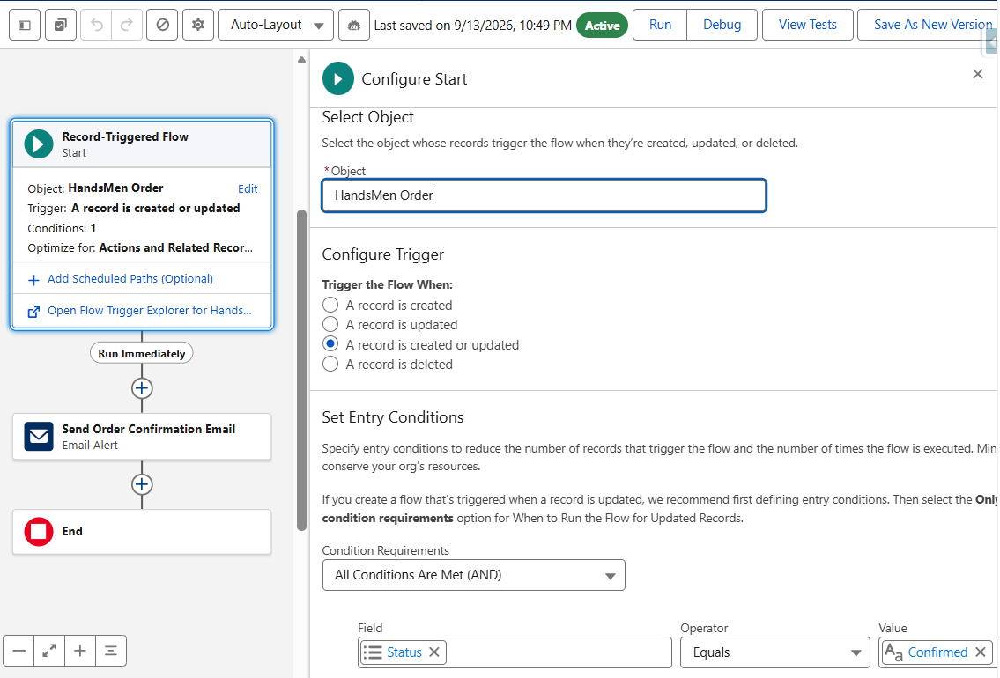 Auto-Layout
Last saved on 9/13/2026, 10:49 PM
Active
Run
Debug
View Tests
Save As New Version
Record-Triggered Flow
Start
Object: HandsMen Order
Edit
Trigger: A record is created or updated
Conditions: 1
Optimize for: Actions and Related Recor...
Add Scheduled Paths (Optional)
Open Flow Trigger Explorer for Hands...
Run Immediately
Send Order Confirmation Email
Email Alert
End
Configure Start
Select Object
Select the object whose records trigger the flow when they're created, updated, or deleted.
*Object
HandsMen Order
Configure Trigger
Trigger the Flow When:
A record is created
A record is updated
A record is created or updated
A record is deleted
Set Entry Conditions
Specify entry conditions to reduce the number of records that trigger the flow and the number of times the flow is executed. Min
conserve your org's resources.
If you create a flow that's triggered when a record is updated, we recommend first defining entry conditions. Then select the Only
condition requirements option for When to Run the Flow for Updated Records.
Condition Requirements
All Conditions Are Met (AND)
Field
Operator
Value
Status
Equals
Aa Confirmed